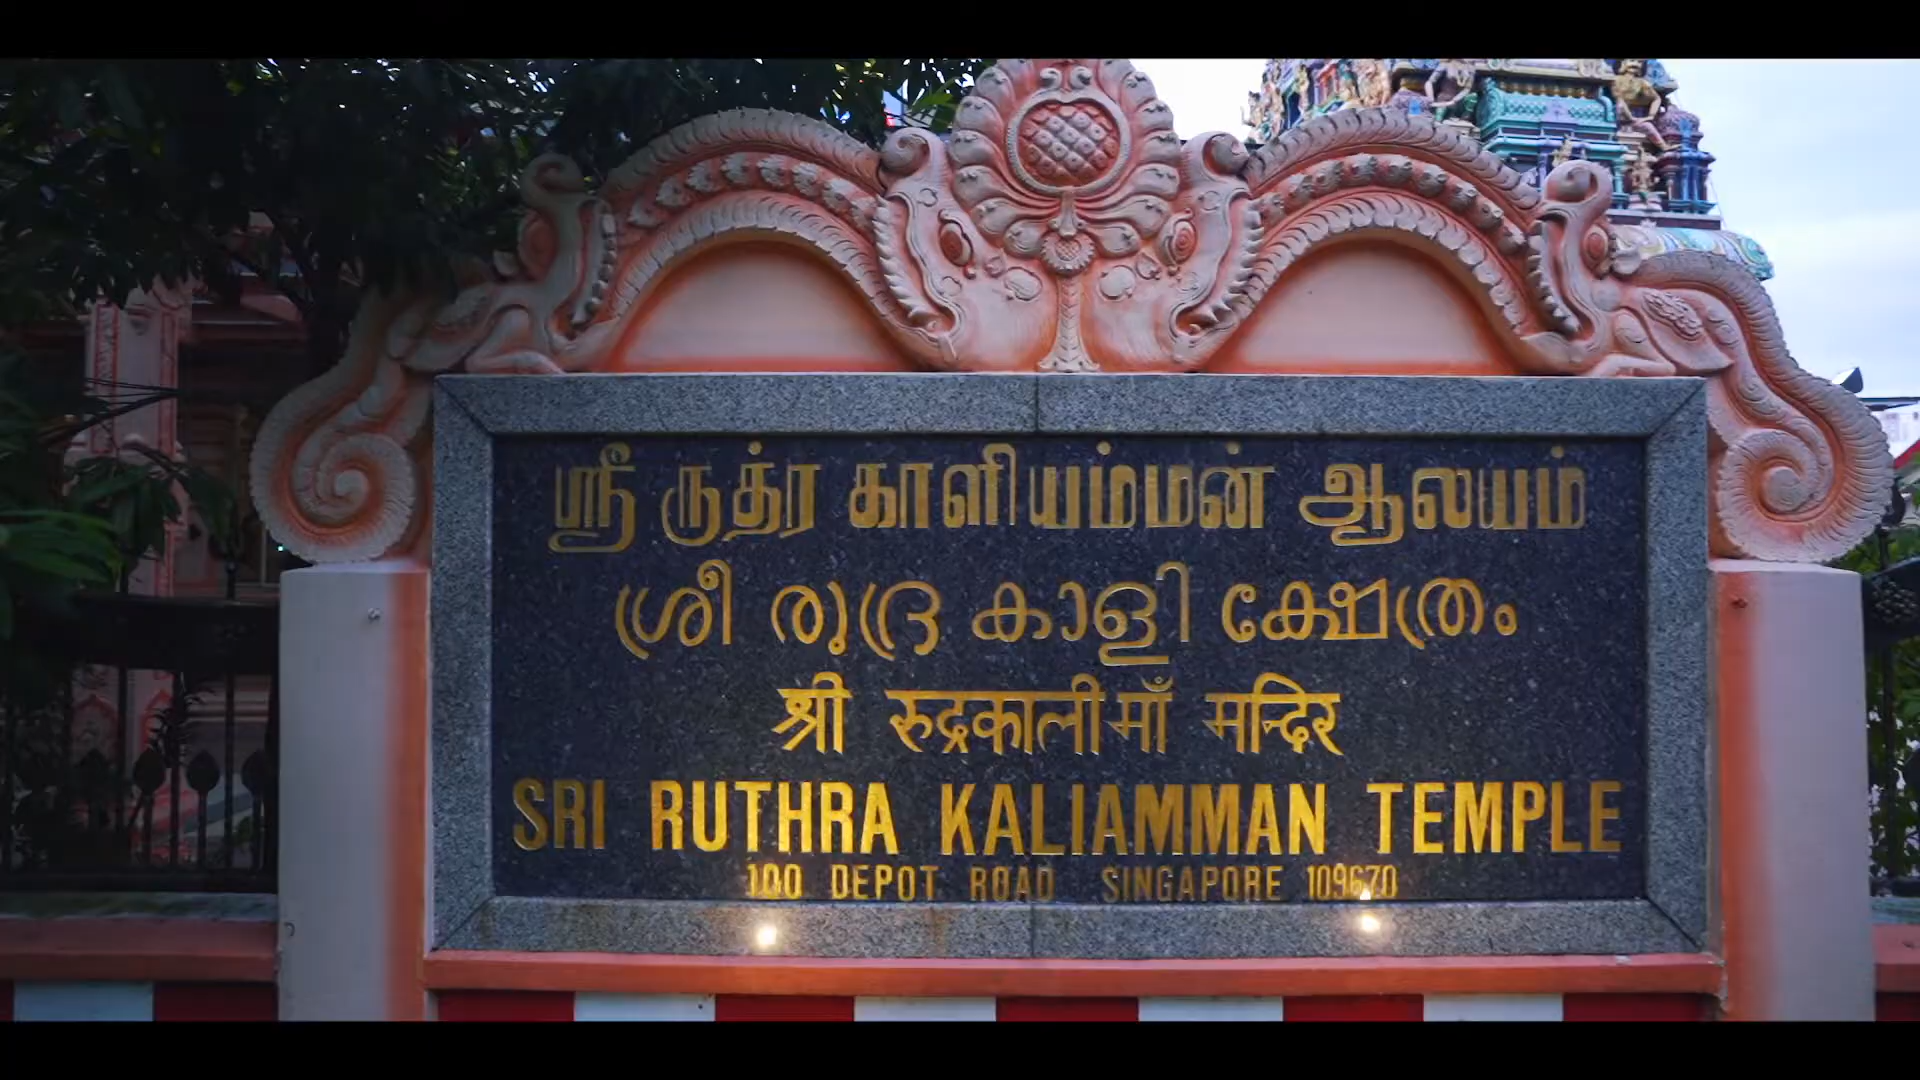 ஸ்ரீ ருத்ர காளியம்மன் ஆலயம்
ശ്രീ രുദ്ര കാളി ക്ഷേത്രം
श्री रुद्रकालीमाँ मन्दिर
SRI RUTHRA KALIAMMAN TEMPLE
100 DEPOT ROAD SINGAPORE 109670